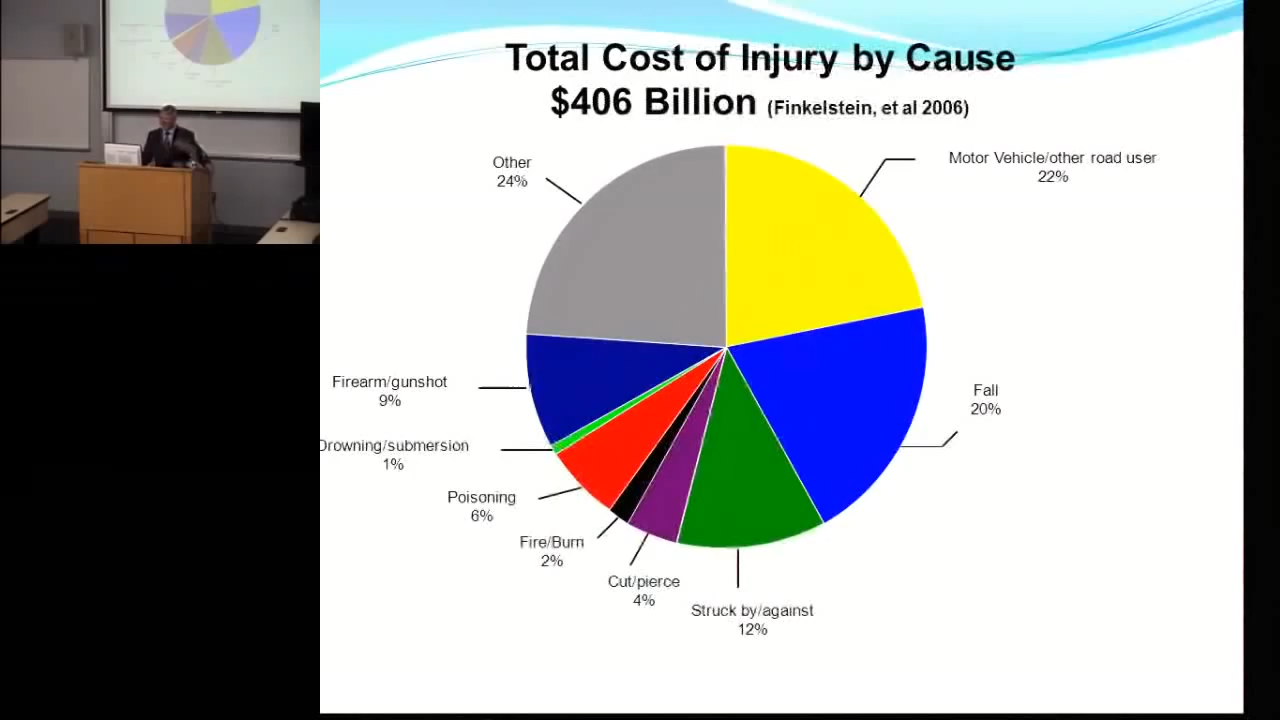 Total Cost of Injury by Cause
$406 Billion (Finkelstein, et al 2006)
Motor Vehicle/other road user
22%
Other
24%
Firearm/gunshot
9%
Fall
20%
Drowning/submersion
1%
Poisoning
6%
Fire/Burn
2%
Cut/pierce
4%
Struck by/against
12%